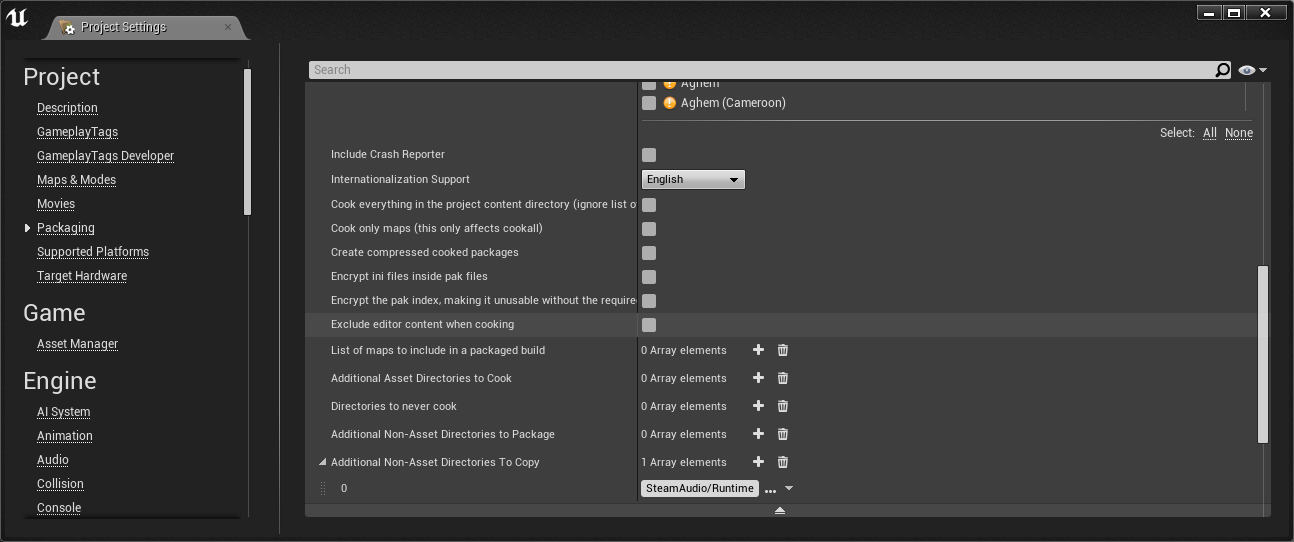 Project Settings
Project
Description
GameplayTags
GameplayTags Developer
Maps & Modes
Movies
Packaging
Supported Platforms
Target Hardware
Game
Asset Manager
Engine
AI System
Animation
Audio
Collision
Console
Search
Aghem
Aghem (Cameroon)
Select: All None
Include Crash Reporter
Internationalization Support English
Cook everything in the project content directory (ignore list o
Cook only maps (this only affects cookall)
Create compressed cooked packages
Encrypt ini files inside pak files
Encrypt the pak index, making it unusable without the require
Exclude editor content when cooking
List of maps to include in a packaged build 0 Array elements
Additional Asset Directories to Cook 0 Array elements
Directories to never cook 0 Array elements
Additional Non-Asset Directories to Package 0 Array elements
Additional Non-Asset Directories To Copy 1 Array elements
0 SteamAudio/Runtime ...